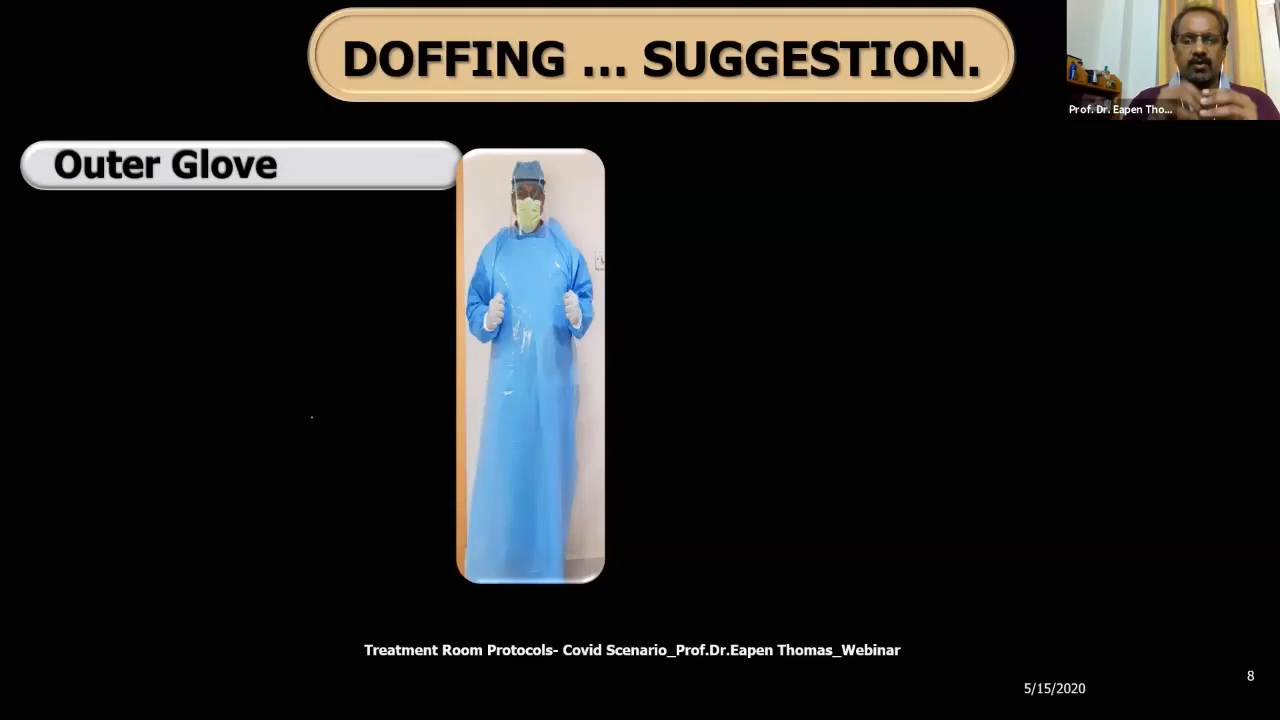 DOFFING ... SUGGESTION.
Prof. Dr. Eapen Tho...
Outer Glove
Treatment Room Protocols- Covid Scenario_Prof.Dr.Eapen Thomas_Webinar
8
5/15/2020